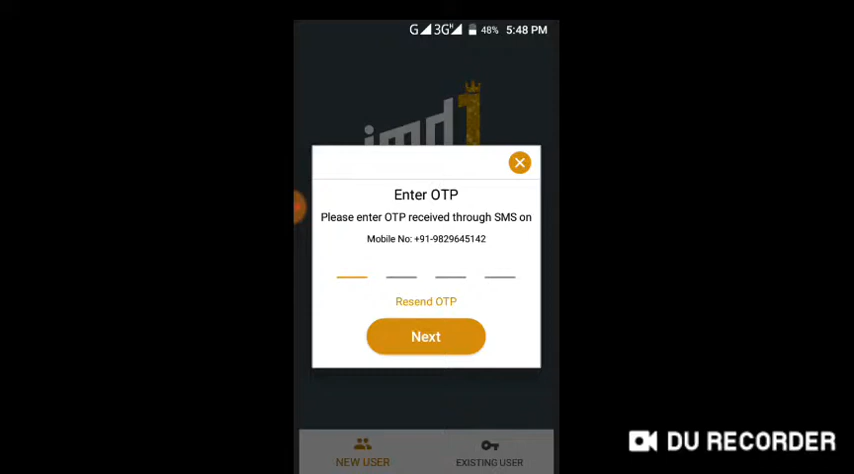 G 3G H 48% 5:48 PM
imd1
Enter OTP
Please enter OTP received through SMS on
Mobile No: +91-9829645142
Resend OTP
Next
NEW USER EXISTING USER
DU RECORDER